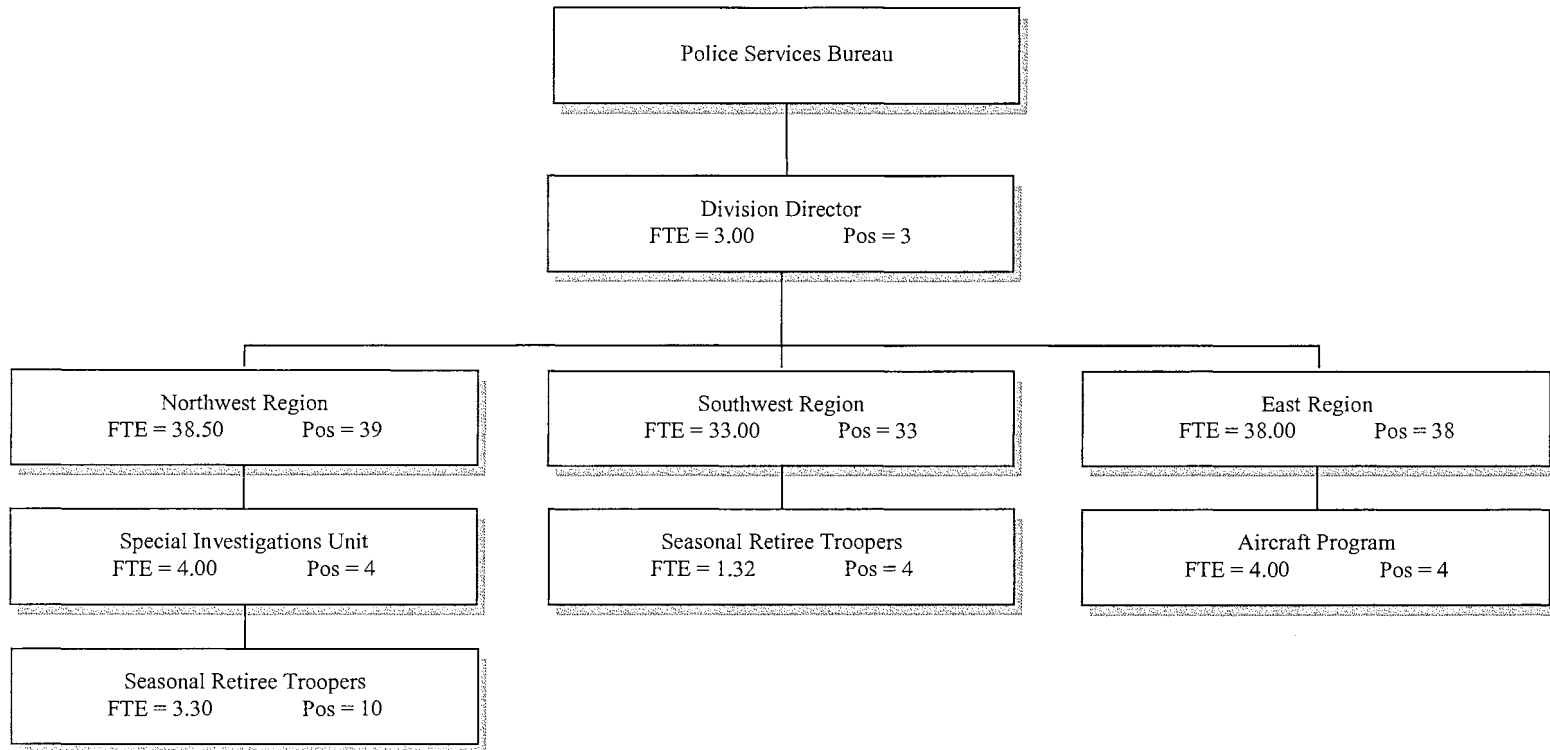 Police Services Bureau
Division Director
FTE = 3.00 Pos = 3
Northwest Region
FTE = 38.50 Pos = 39
Southwest Region
FTE = 33.00 Pos = 33
East Region
FTE = 38.00 Pos = 38
Special Investigations Unit
FTE = 4.00 Pos = 4
Seasonal Retiree Troopers
FTE = 1.32 Pos = 4
Aircraft Program
FTE = 4.00 Pos = 4
Seasonal Retiree Troopers
FTE = 3.30 Pos = 10